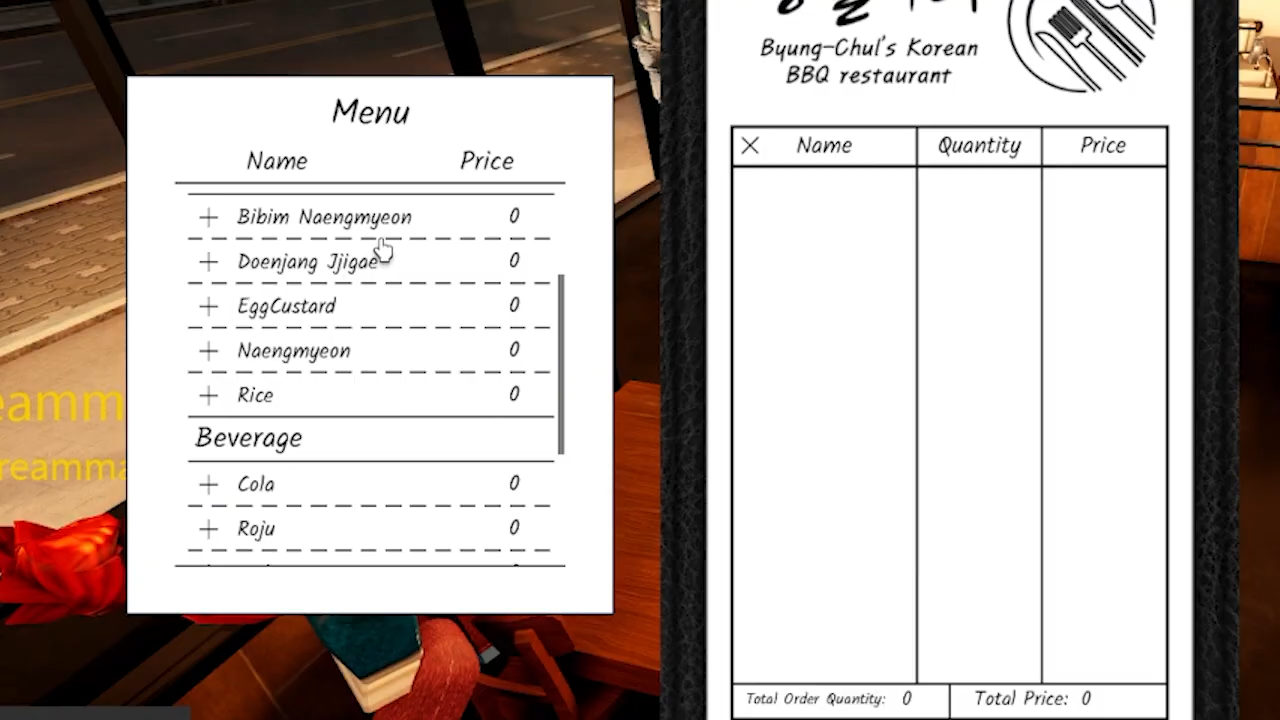 Menu
Name Price
Bibim Naengmyeon 0
Doenjang Jjigae 0
EggCustard 0
Naengmyeon 0
Rice 0
Beverage
Cola 0
Roju 0
Byung-Chul's Korean
BBQ restaurant
Name Quantity Price
Total Order Quantity: 0 Total Price: 0